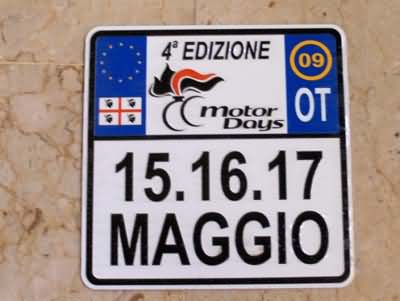 4ª EDIZIONE
09
motor
Days
OT
15.16.17
MAGGIO